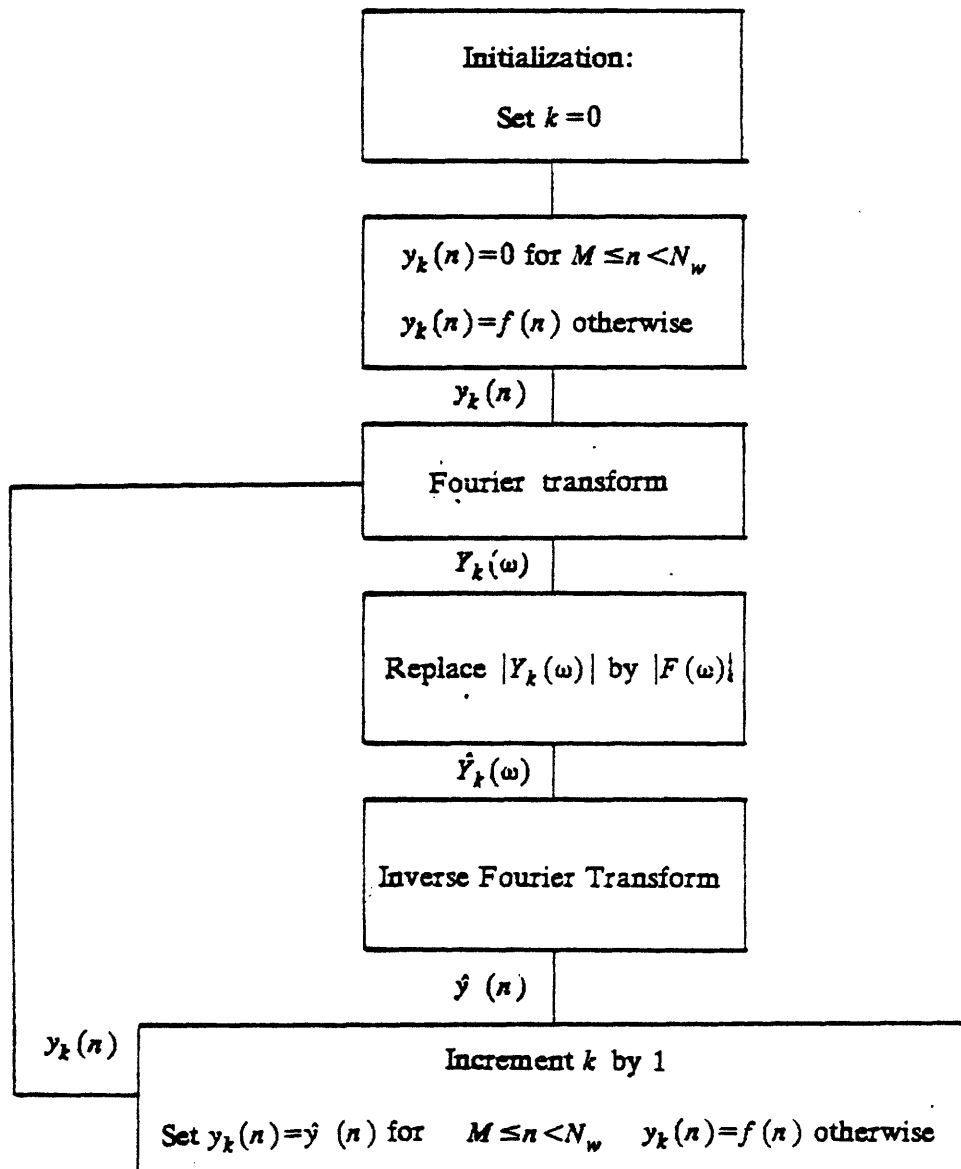 Initialization:
Set k=0
y_k(n)=0 for M≤n<N_w
y_k(n)=f(n) otherwise
y_k(n)
Fourier transform
Y_k(ω)
Replace |Y_k(ω)| by |F(ω)|
Ŷ_k(ω)
Inverse Fourier Transform
ŷ (n)
y_k(n)
Increment k by 1
Set y_k(n)=ŷ (n) for M≤n<N_w y_k(n)=f(n) otherwise